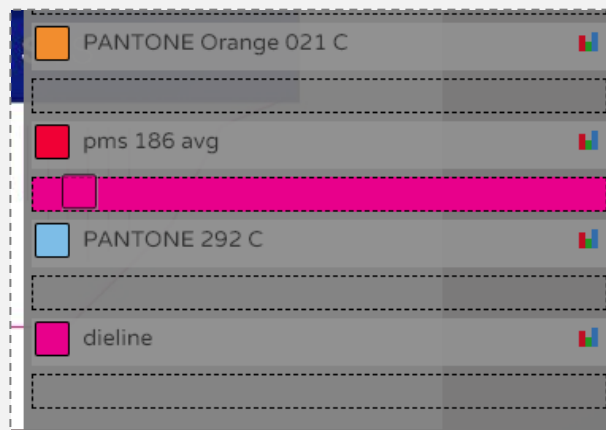 PANTONE Orange 021 C
pms 186 avg
PANTONE 292 C
dieline